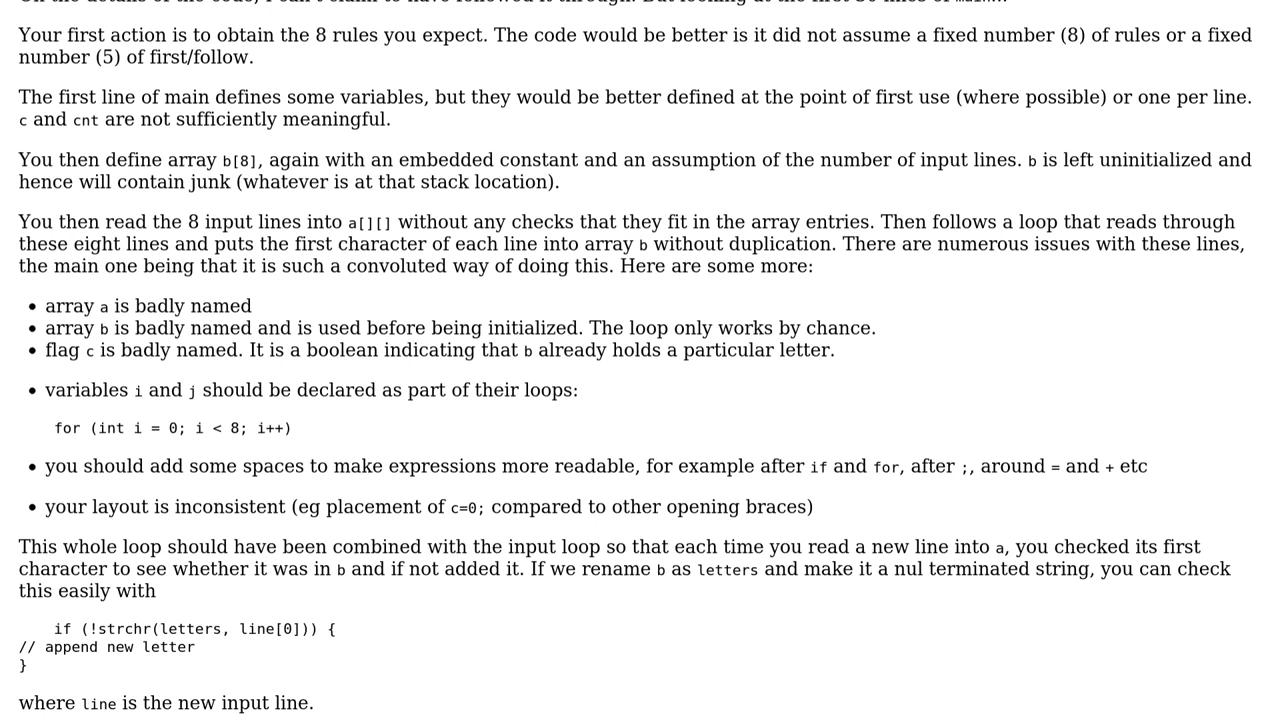 Your first action is to obtain the 8 rules you expect. The code would be better is it did not assume a fixed number (8) of rules or a fixed
number (5) of first/follow.
The first line of main defines some variables, but they would be better defined at the point of first use (where possible) or one per line.
c and cnt are not sufficiently meaningful.
You then define array b[8], again with an embedded constant and an assumption of the number of input lines. b is left uninitialized and
hence will contain junk (whatever is at that stack location).
You then read the 8 input lines into a[][] without any checks that they fit in the array entries. Then follows a loop that reads through
these eight lines and puts the first character of each line into array b without duplication. There are numerous issues with these lines,
the main one being that it is such a convoluted way of doing this. Here are some more:
• array a is badly named
• array b is badly named and is used before being initialized. The loop only works by chance.
• flag c is badly named. It is a boolean indicating that b already holds a particular letter.
• variables i and j should be declared as part of their loops:
for (int i = 0; i < 8; i++)
• you should add some spaces to make expressions more readable, for example after if and for, after ;, around = and + etc
• your layout is inconsistent (eg placement of c=0; compared to other opening braces)
This whole loop should have been combined with the input loop so that each time you read a new line into a, you checked its first
character to see whether it was in b and if not added it. If we rename b as letters and make it a nul terminated string, you can check
this easily with
if (!strchr(letters, line[0])) {
// append new letter
}
where line is the new input line.